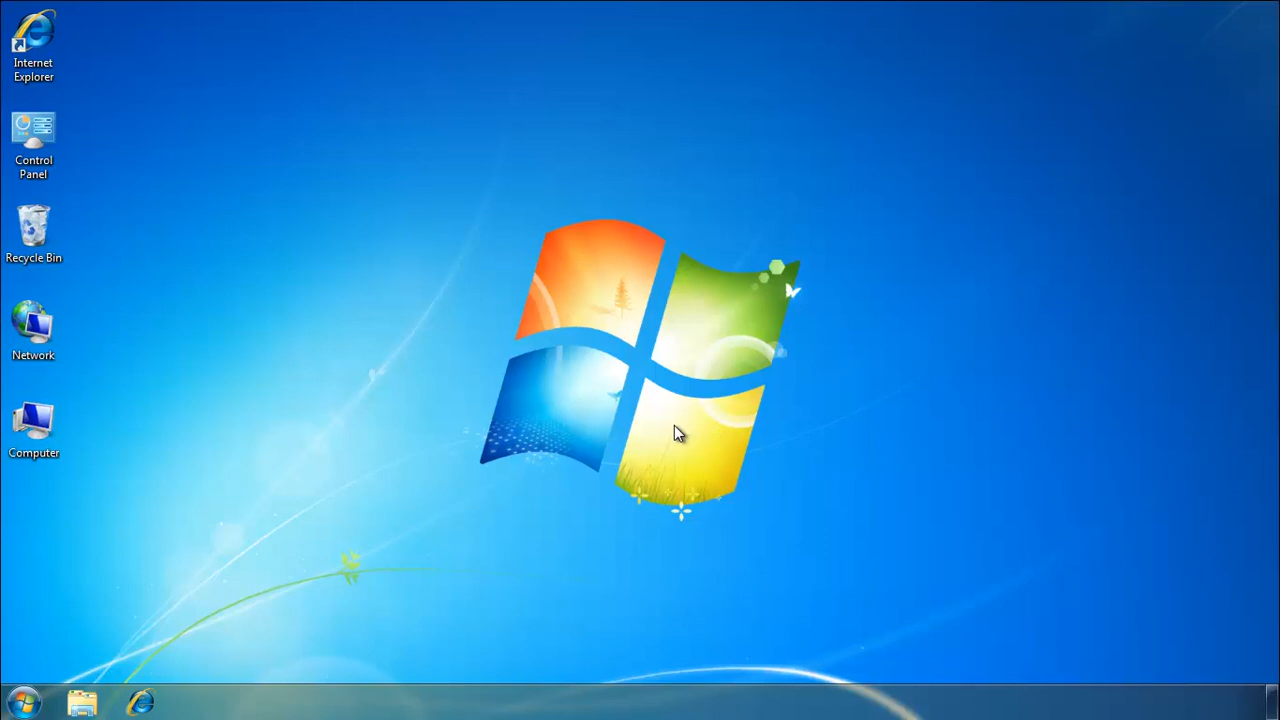 Internet
Explorer
Control
Panel
Recycle Bin
Network
Computer